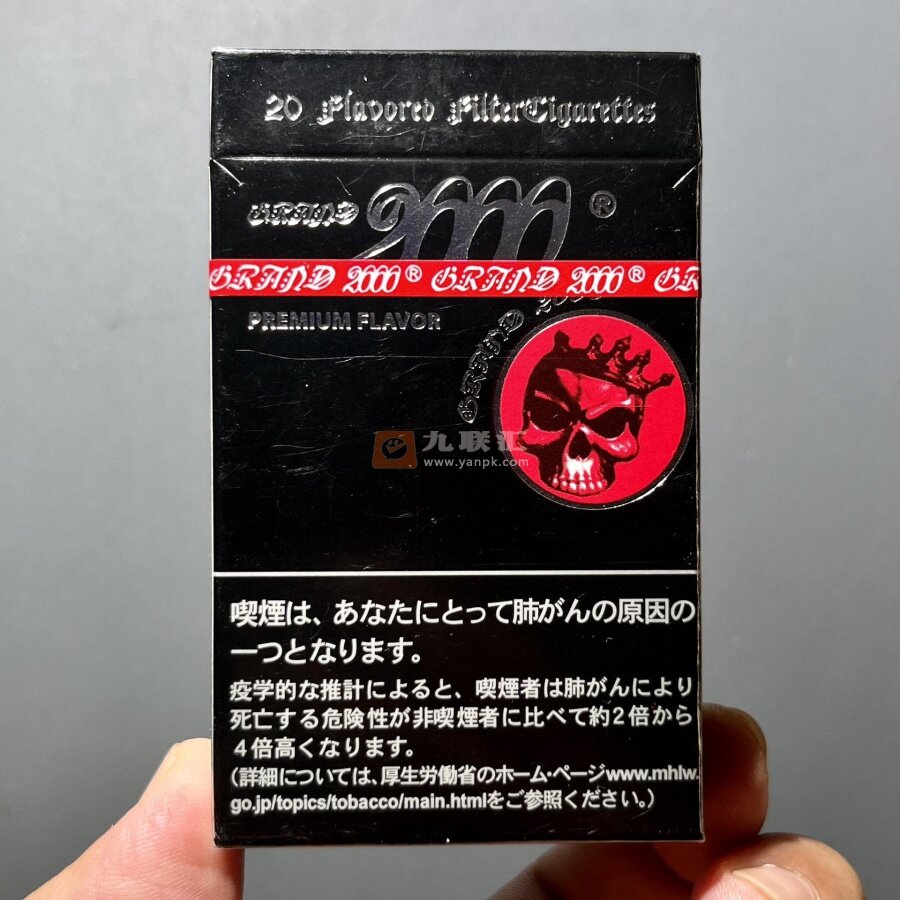 20 Flavored Filter Cigarettes
GRAND 2000 ®
GRAND 2000 ® GRAND 2000 ® GR
PREMIUM FLAVOR
GRAND 2000
九联汇
www.yanpk.com
喫煙は、あなたにとって肺がんの原因の
一つとなります。
疫学的な推計によると、喫煙者は肺がんにより
死亡する危険性が非喫煙者に比べて約2倍から
4倍高くなります。
(詳細については、厚生労働省のホーム・ページwww.mhlw.
go.jp/topics/tobacco/main.htmlをご参照ください。)